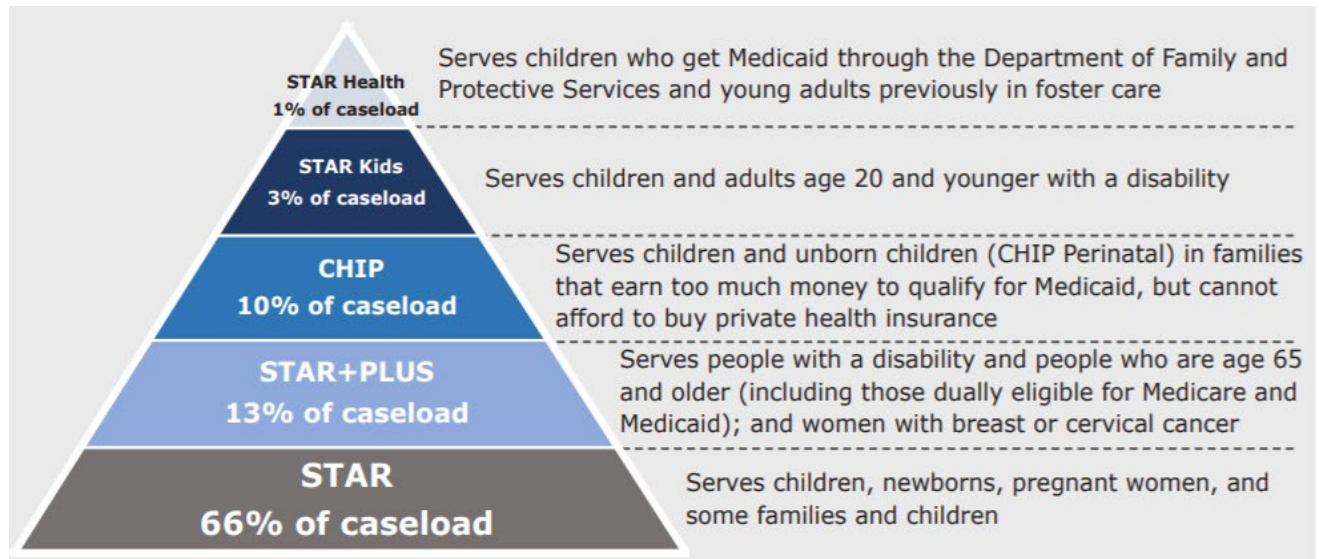 STAR Health
1% of caseload
Serves children who get Medicaid through the Department of Family and
Protective Services and young adults previously in foster care
STAR Kids
3% of caseload
Serves children and adults age 20 and younger with a disability
CHIP
10% of caseload
Serves children and unborn children (CHIP Perinatal) in families
that earn too much money to qualify for Medicaid, but cannot
afford to buy private health insurance
STAR+PLUS
13% of caseload
Serves people with a disability and people who are age 65
and older (including those dually eligible for Medicare and
Medicaid); and women with breast or cervical cancer
STAR
66% of caseload
Serves children, newborns, pregnant women, and
some families and children